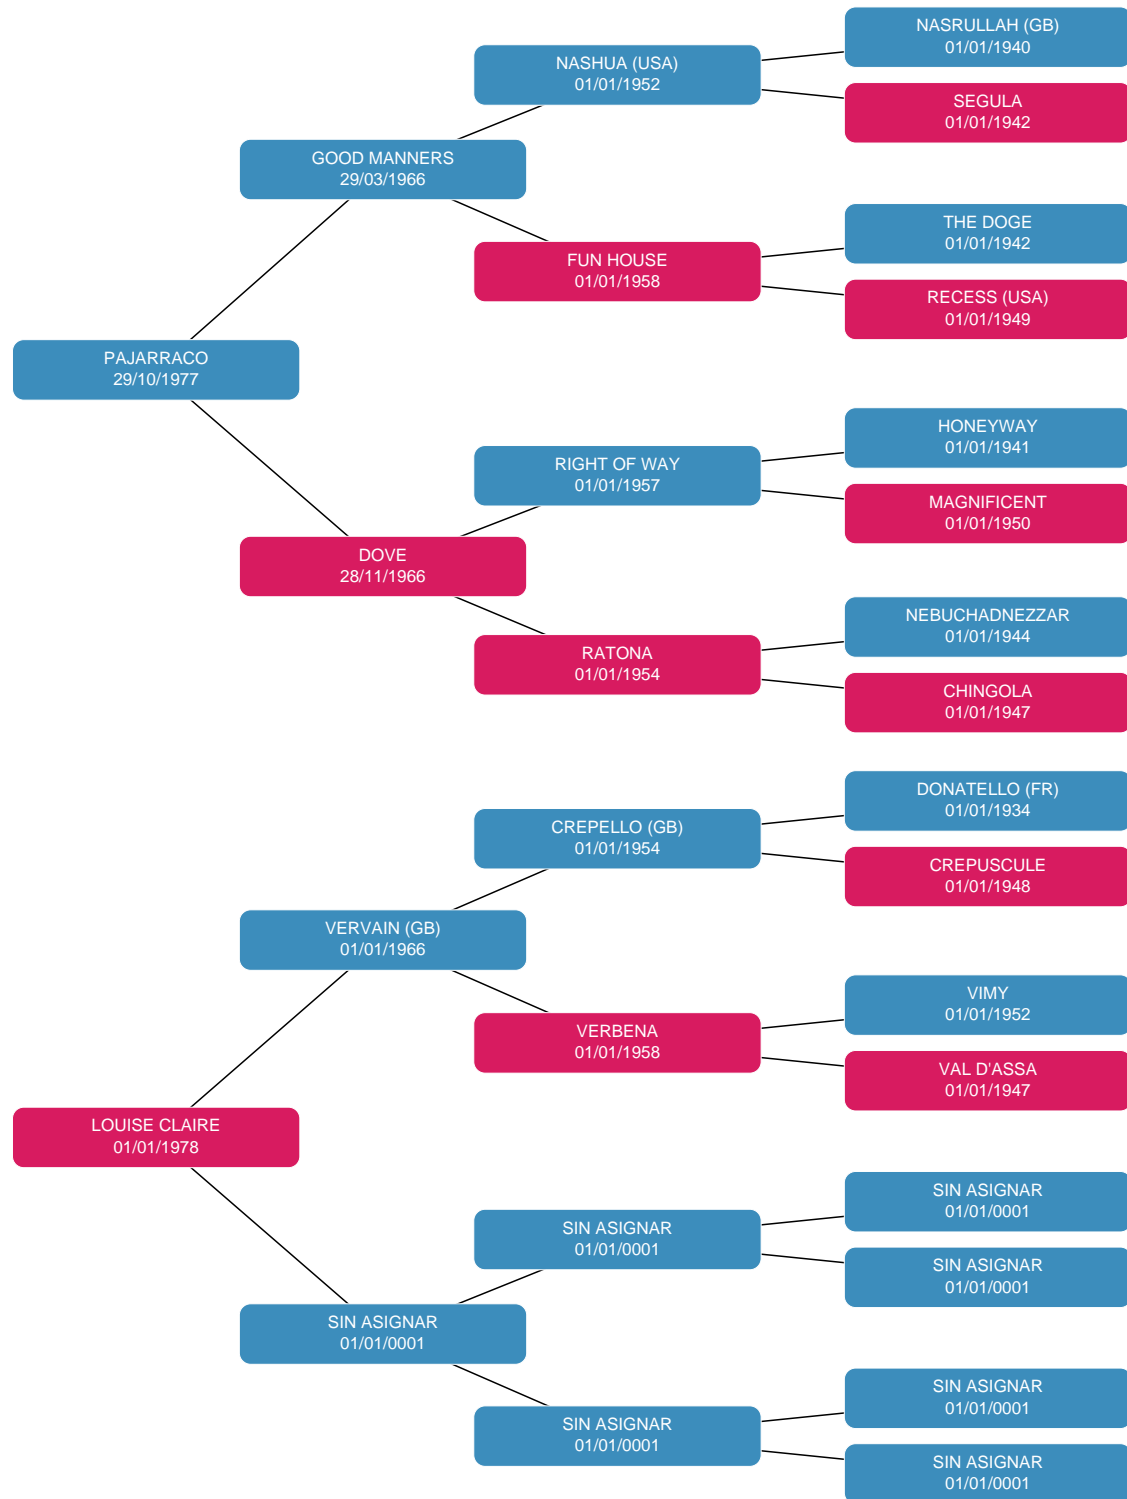 NASRULLAH (GB)
01/01/1940
NASHUA (USA)
01/01/1952
SEGULA
01/01/1942
GOOD MANNERS
29/03/1966
THE DOGE
01/01/1942
FUN HOUSE
01/01/1958
RECESS (USA)
01/01/1949
PAJARRACO
29/10/1977
HONEYWAY
01/01/1941
RIGHT OF WAY
01/01/1957
MAGNIFICENT
01/01/1950
DOVE
28/11/1966
NEBUCHADNEZZAR
01/01/1944
RATONA
01/01/1954
CHINGOLA
01/01/1947
DONATELLO (FR)
01/01/1934
CREPELLO (GB)
01/01/1954
CREPUSCULE
01/01/1948
VERVAIN (GB)
01/01/1966
VIMY
01/01/1952
VERBENA
01/01/1958
VAL D'ASSA
01/01/1947
LOUISE CLAIRE
01/01/1978
SIN ASIGNAR
01/01/0001
SIN ASIGNAR
01/01/0001
SIN ASIGNAR
01/01/0001
SIN ASIGNAR
01/01/0001
SIN ASIGNAR
01/01/0001
SIN ASIGNAR
01/01/0001
SIN ASIGNAR
01/01/0001